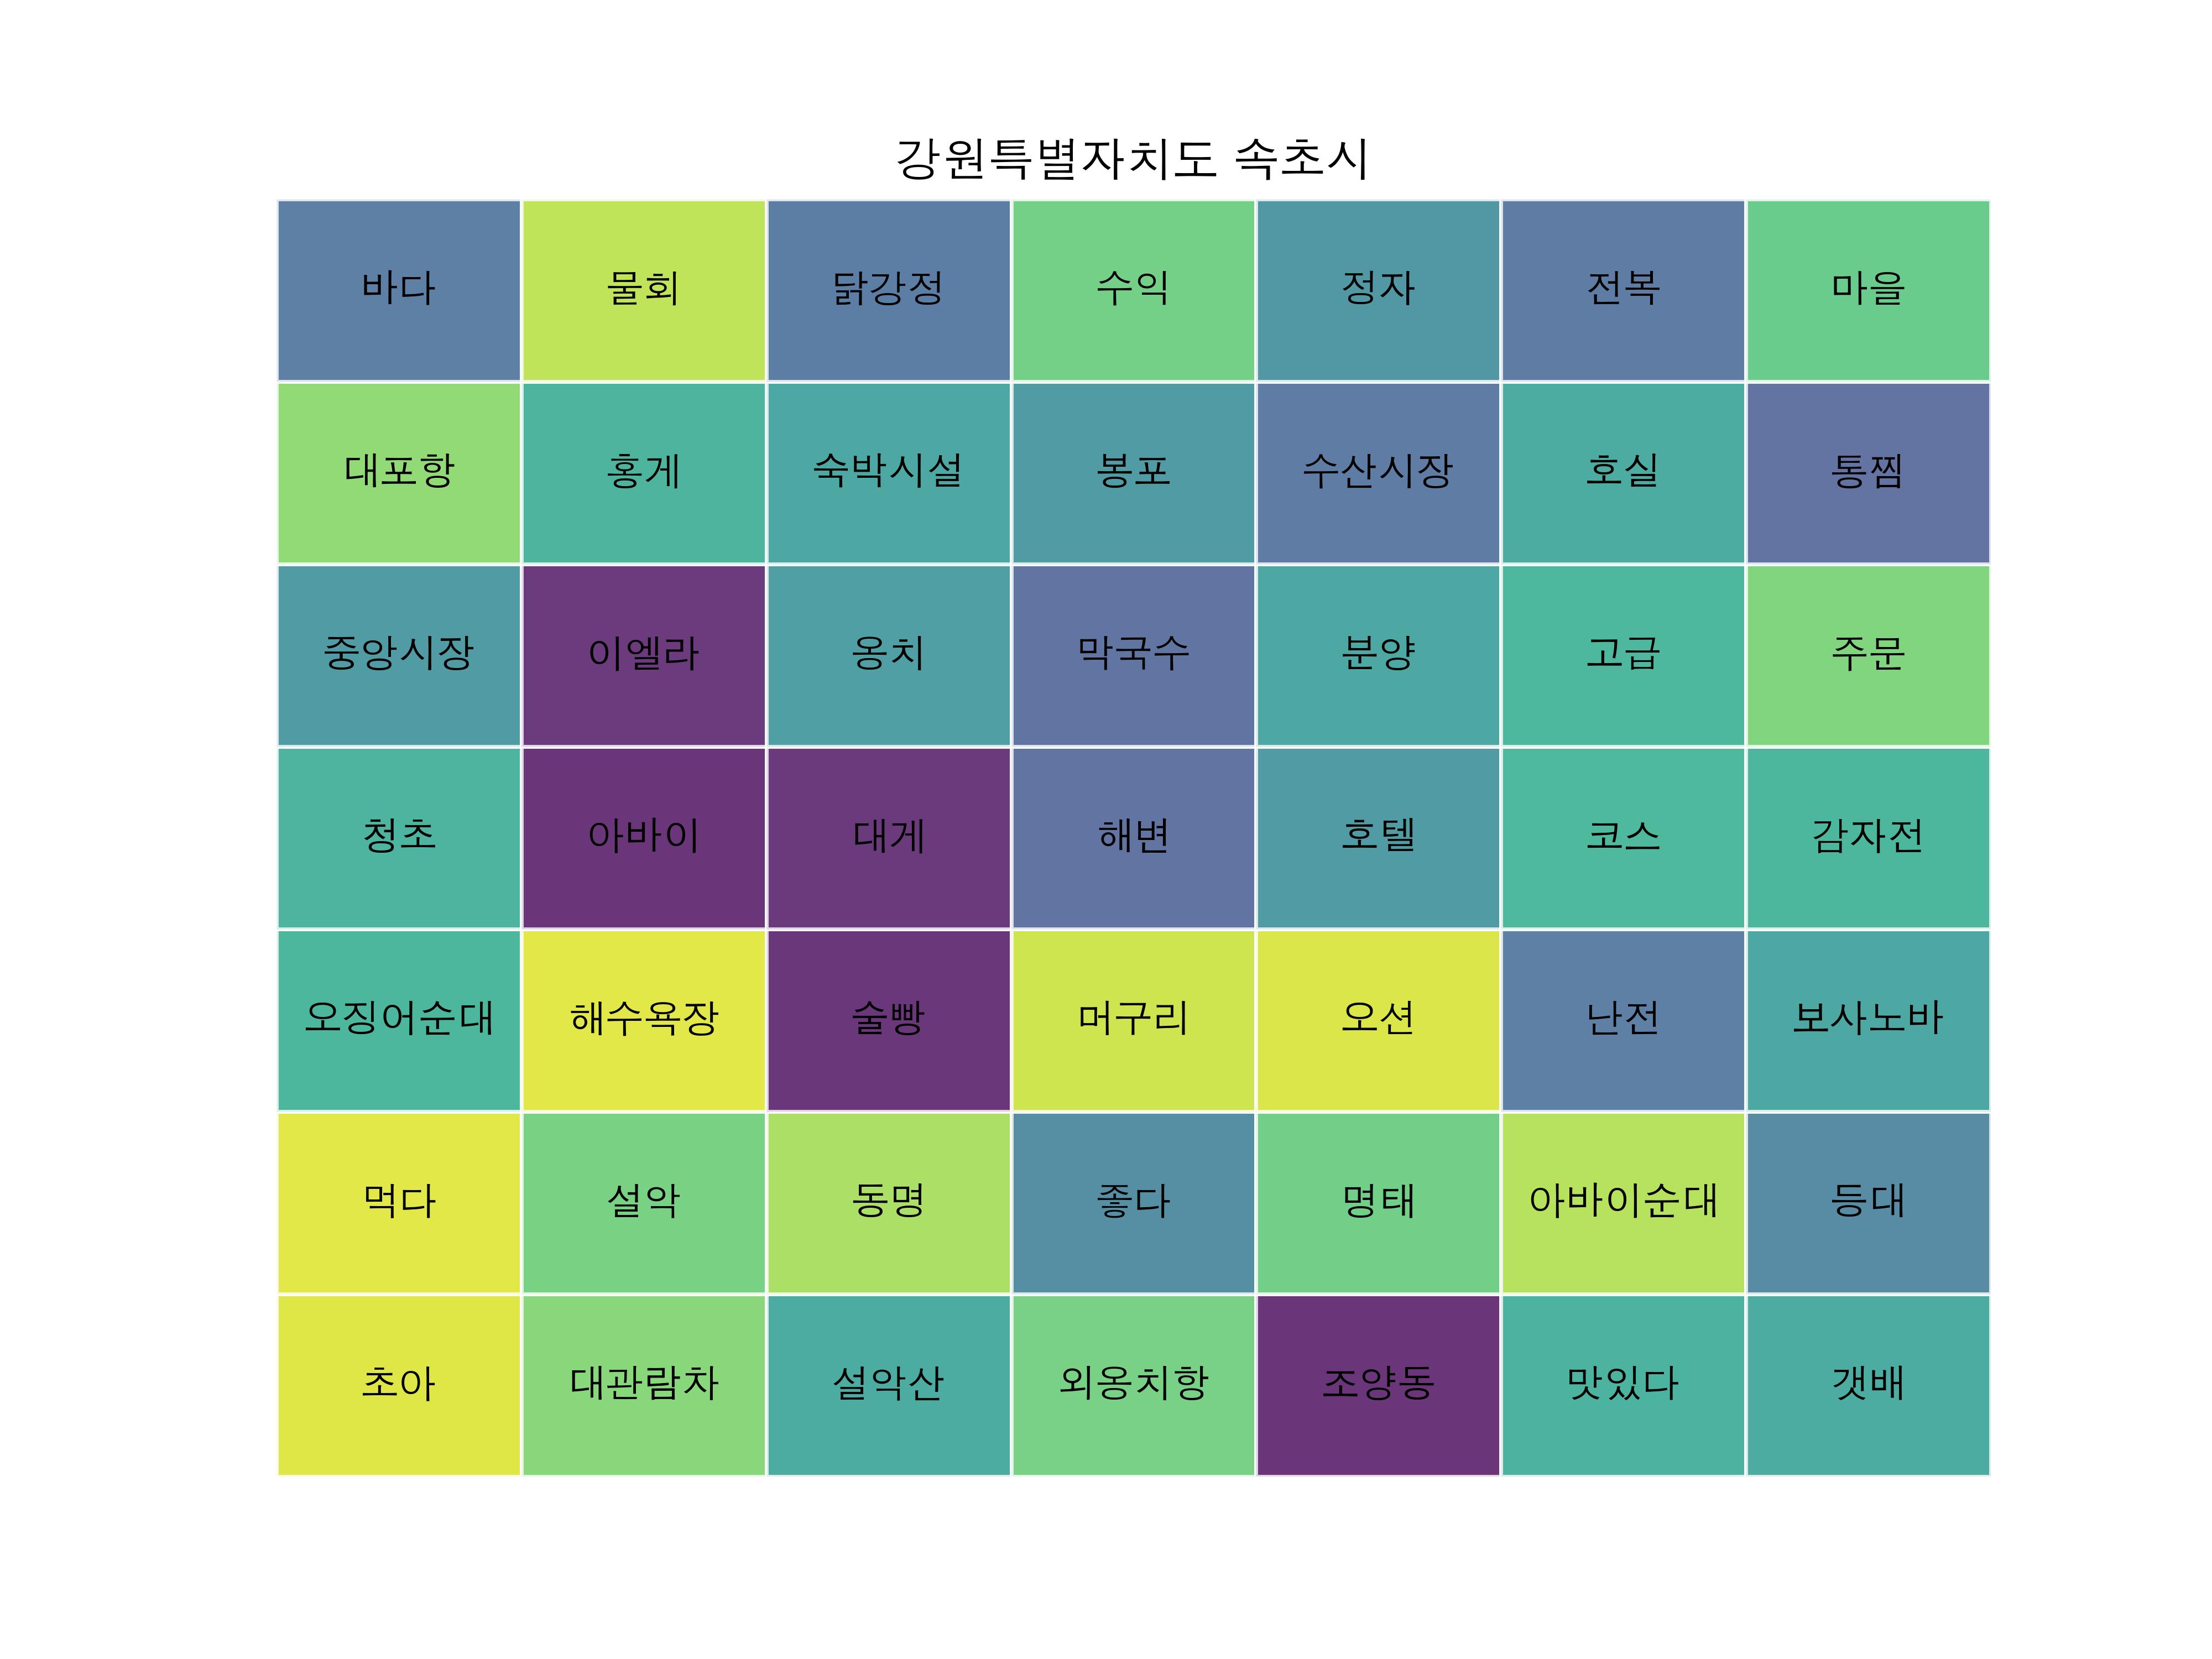 강원특별자치도 속초시
바다 물회 닭강정 수익 정자 전복 마을
대포항 홍게 숙박시설 봉포 수산시장 호실 통찜
중앙시장 이엘라 옹치 막국수 분양 고급 주문
청초 아바이 대게 해변 호텔 코스 감자전
오징어순대 해수욕장 술빵 머구리 오션 난전 보사노바
먹다 설악 동명 좋다 명태 아바이순대 등대
초아 대관람차 설악산 외옹치항 조양동 맛있다 갯배